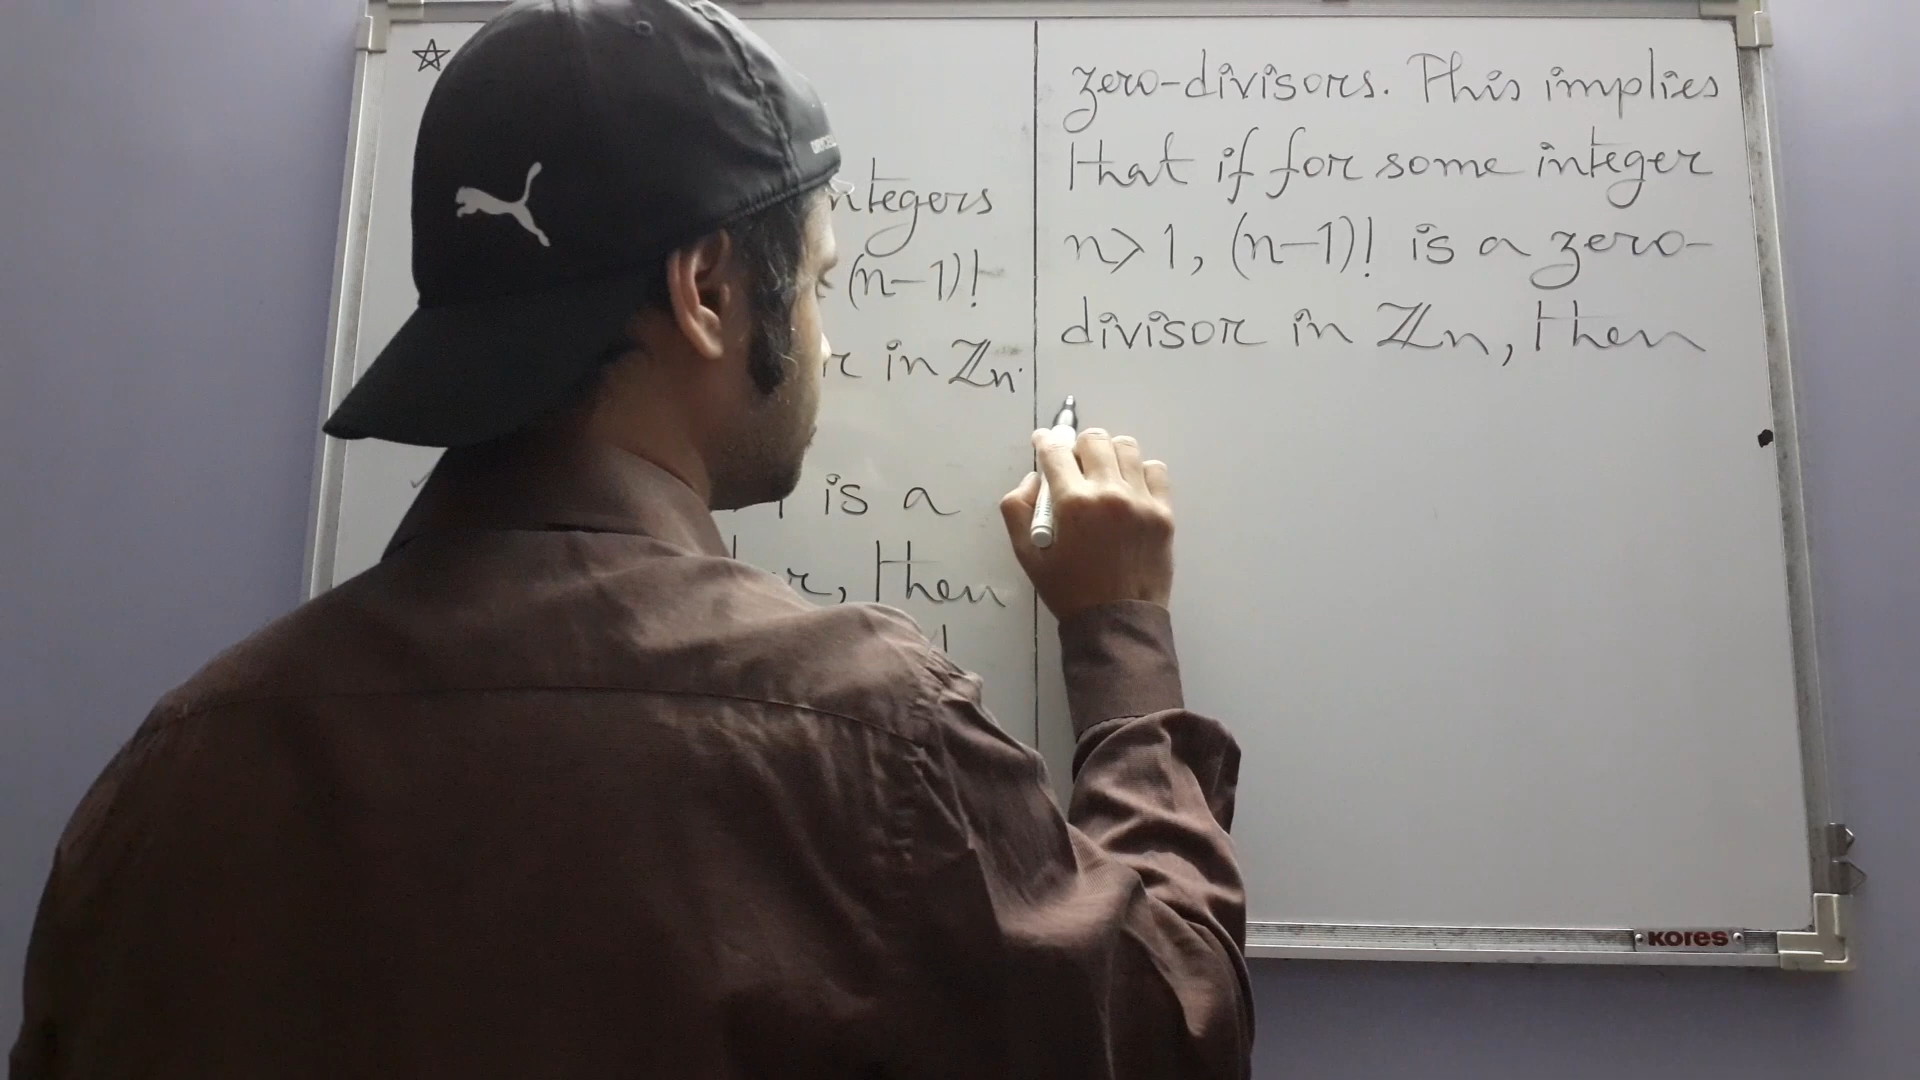 ntegers
(n-1)!
r in ℤn.
is a
r, then
zero-divisors. This implies
that if for some integer
n>1, (n-1)! is a zero-
divisor in ℤn, then
Kores